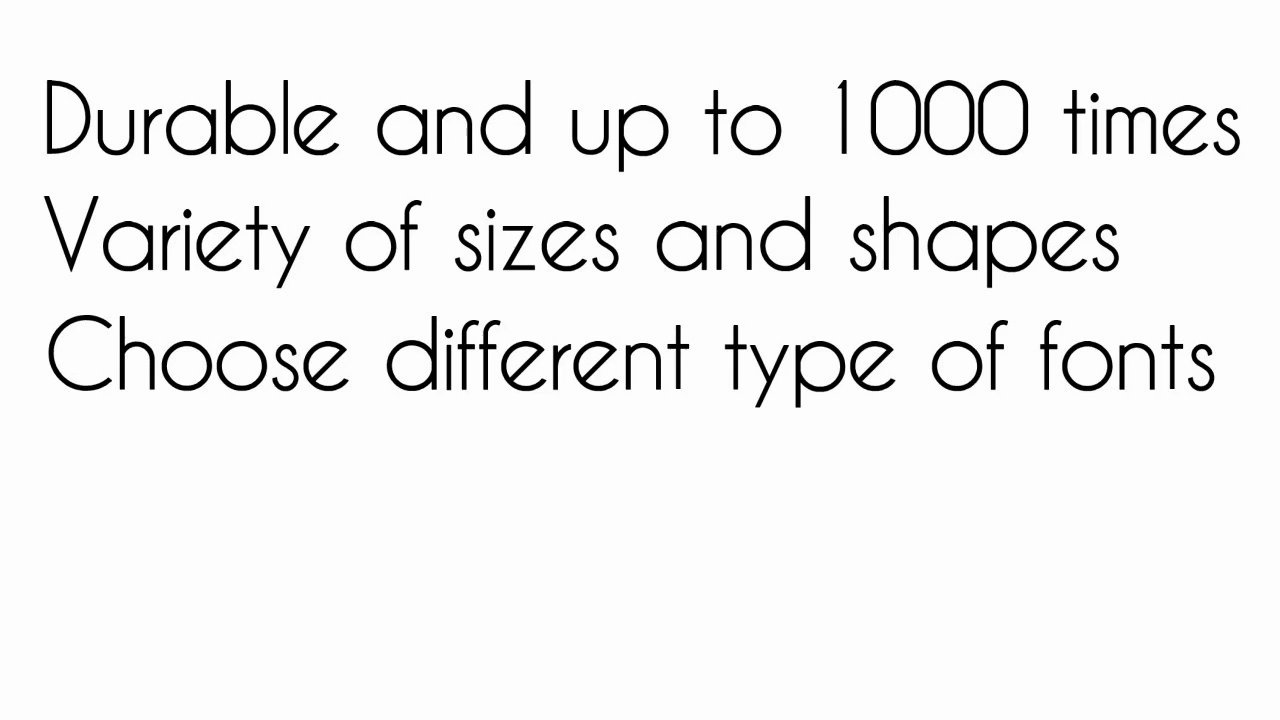 Durable and up to 1000 times
Variety of sizes and shapes
Choose different type of fonts